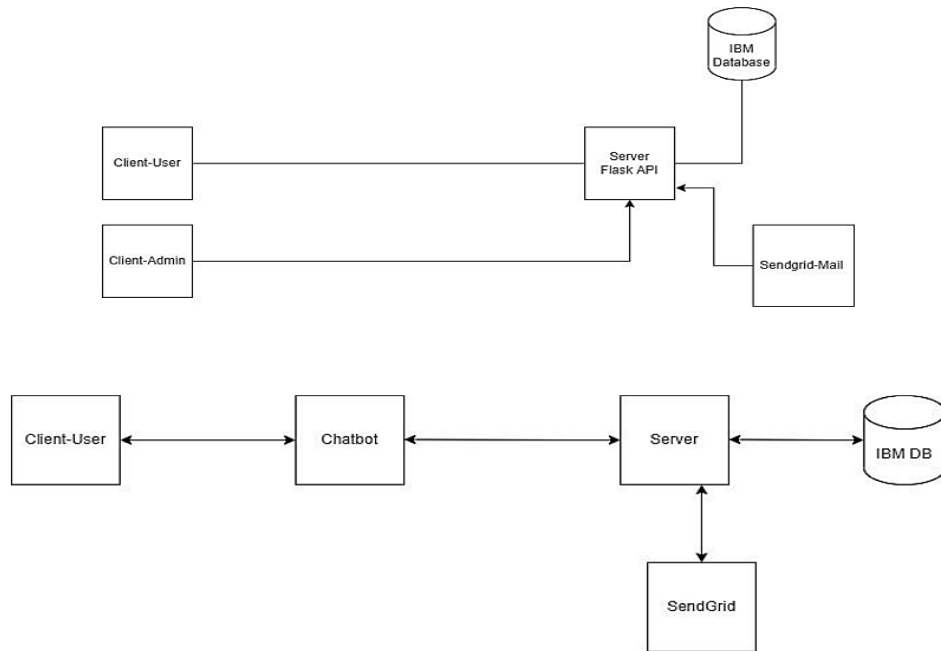 IBM
Database
Client-User
Server
Flask API
Client-Admin
Sendgrid-Mail
Client-User
Chatbot
Server
IBM DB
SendGrid